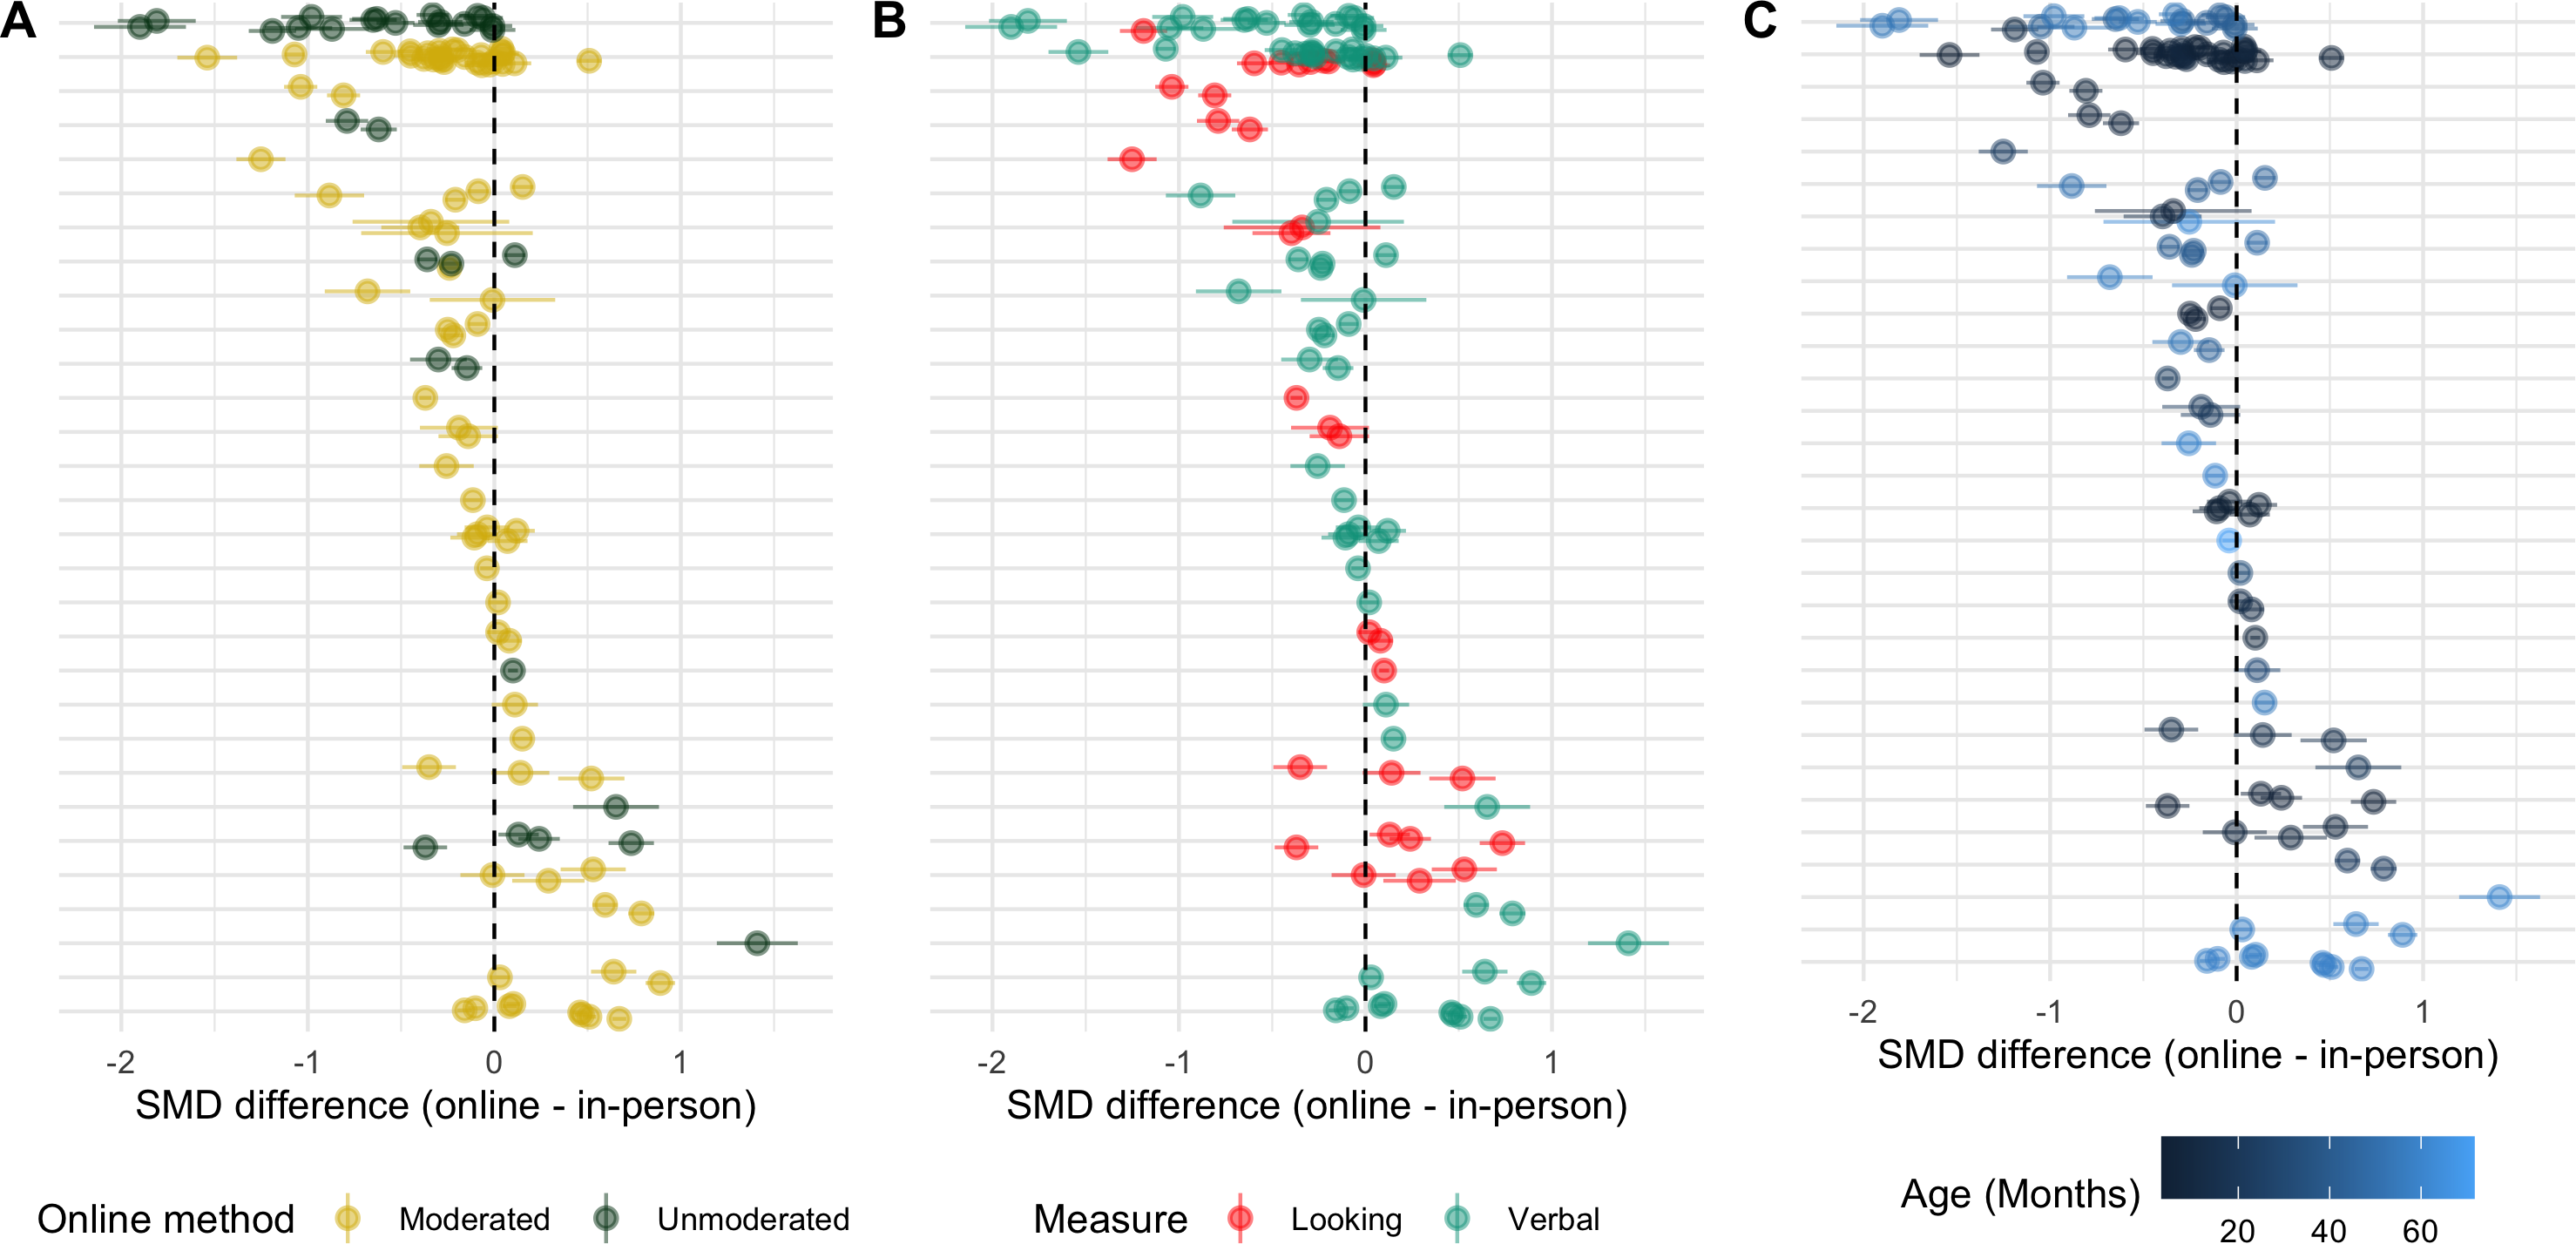 A
B
C
-2 -1 0 1
SMD difference (online - in-person)
Online method Moderated Unmoderated
-2 -1 0 1
SMD difference (online - in-person)
Measure Looking Verbal
-2 -1 0 1
SMD difference (online - in-person)
Age (Months)
20 40 60